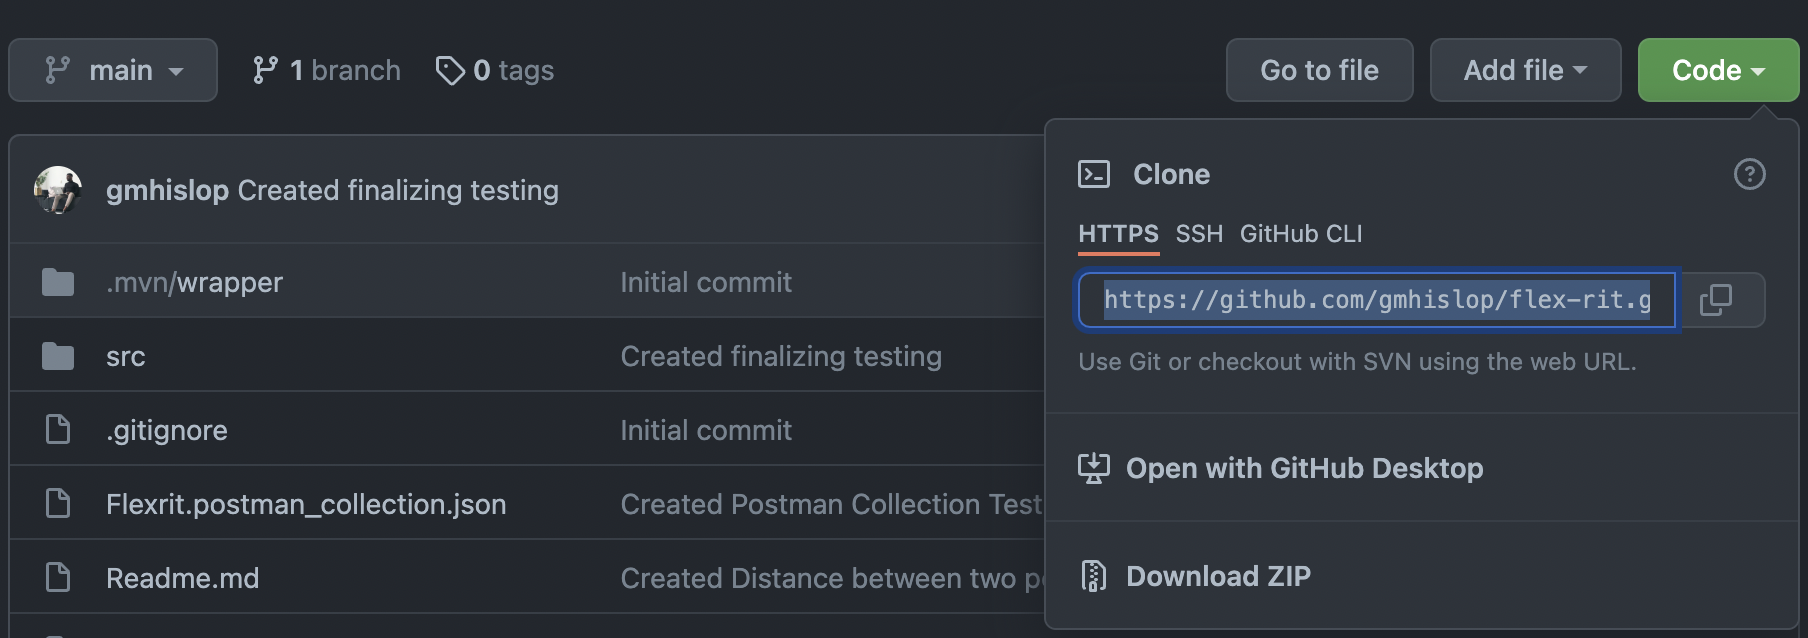 main
1 branch
0 tags
Go to file
Add file
Code
gmhislop Created finalizing testing
.mvn/wrapper Initial commit
src Created finalizing testing
.gitignore Initial commit
Flexrit.postman_collection.json Created Postman Collection Test
Readme.md Created Distance between two
Clone
HTTPS SSH GitHub CLI
https://github.com/gmhislop/flex-rit.g
Use Git or checkout with SVN using the web URL.
Open with GitHub Desktop
Download ZIP